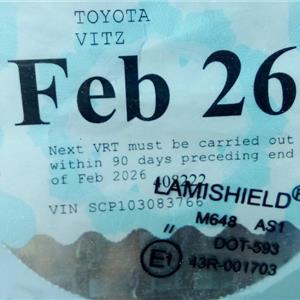 TOYOTA
VITZ
Feb 26
Next VRT must be carried out
within 90 days preceding end
of Feb 2026 408222
LAMISHIELD®
VIN SCP103083766
M648 AS1
" DOT-593
E1 43R-001703